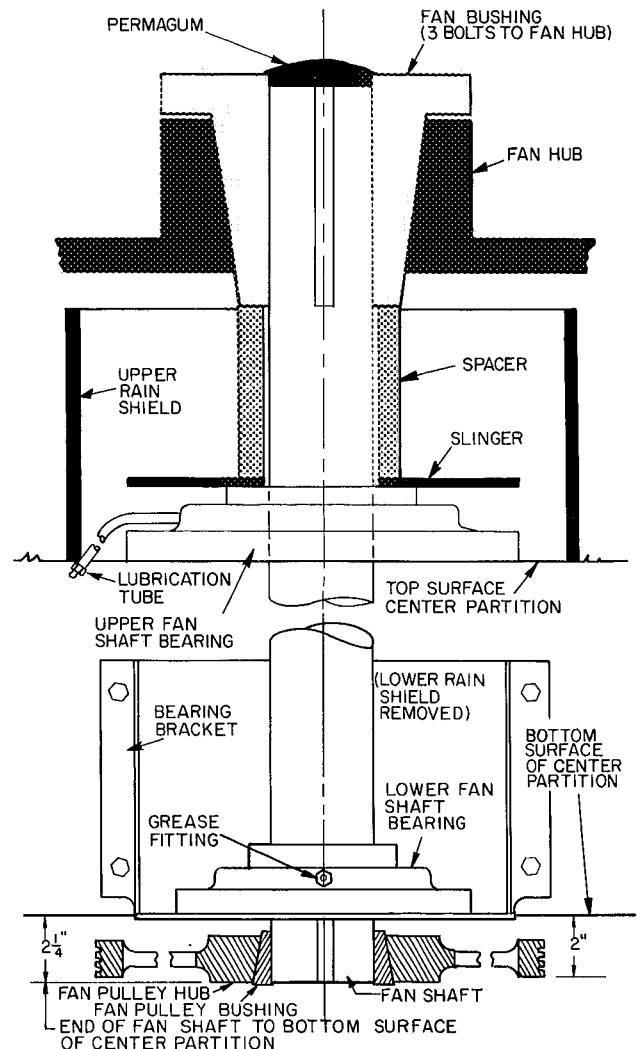 PERMAGUM
FAN BUSHING
(3 BOLTS TO FAN HUB)
FAN HUB
UPPER
RAIN
SHIELD
SPACER
SLINGER
LUBRICATION
TUBE
TOP SURFACE
CENTER PARTITION
UPPER FAN
SHAFT BEARING
(LOWER RAIN
SHIELD
REMOVED)
BEARING
BRACKET
BOTTOM
SURFACE
OF CENTER
PARTITION
LOWER FAN
SHAFT
BEARING
GREASE
FITTING
2 1/4"
2"
FAN PULLEY HUB
FAN SHAFT
FAN PULLEY BUSHING
END OF FAN SHAFT TO BOTTOM SURFACE
OF CENTER PARTITION